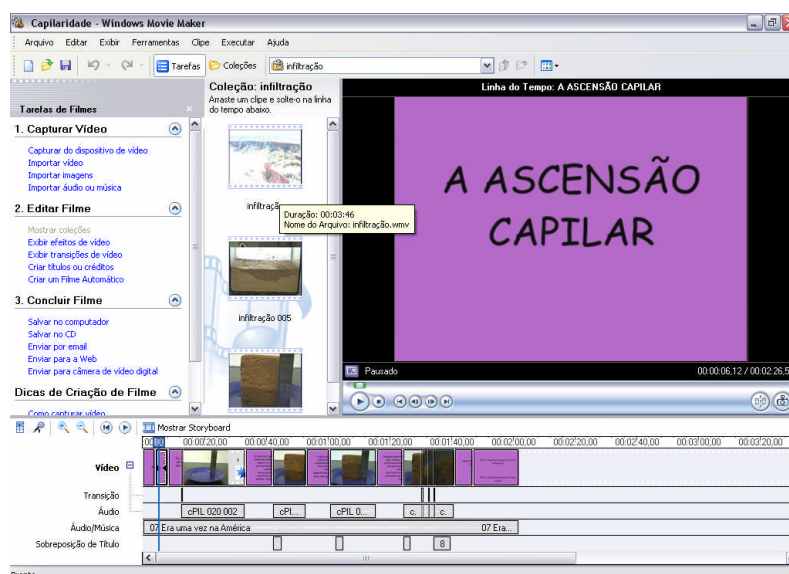 Capilaridade - Windows Movie Maker
Arquivo Editar Exibir Ferramentas Clipe Executar Ajuda
Tarefas Coleções infiltração
Tarefas de Filmes
1. Capturar Vídeo
Capturar do dispositivo de vídeo
Importar vídeo
Importar imagens
Importar áudio ou música
2. Editar Filme
Mostrar coleções
Exibir efeitos de vídeo
Exibir transições de vídeo
Criar títulos ou créditos
Criar um Filme Automático
3. Concluir Filme
Salvar no computador
Salvar no CD
Enviar por email
Enviar para a Web
Enviar para câmera de vídeo digital
Dicas de Criação de Filme
Como capturar vídeo
Coleção: infiltração
Arraste um clipe e solte-o na linha
do tempo abaixo.
Duração: 00:03:46
Nome do Arquivo: infiltração.wmv
infiltração 005
Linha do Tempo: A ASCENSÃO CAPILAR
A ASCENSÃO
CAPILAR
Pausado 00:00:06,12 / 00:02:26,5
Mostrar Storyboard
00:00:20,00 00:00:40,00 00:01:00,00 00:01:20,00 00:01:40,00 00:02:00,00 00:02:20,00 00:02:40,00 00:03:00,00 00:03:20,00
Vídeo
Transição
Áudio cPIL 020 002 cPI... cPIL 0... c. c.
Áudio/Música 07 Era uma vez na América 07 Era...
Sobreposição de Título 8